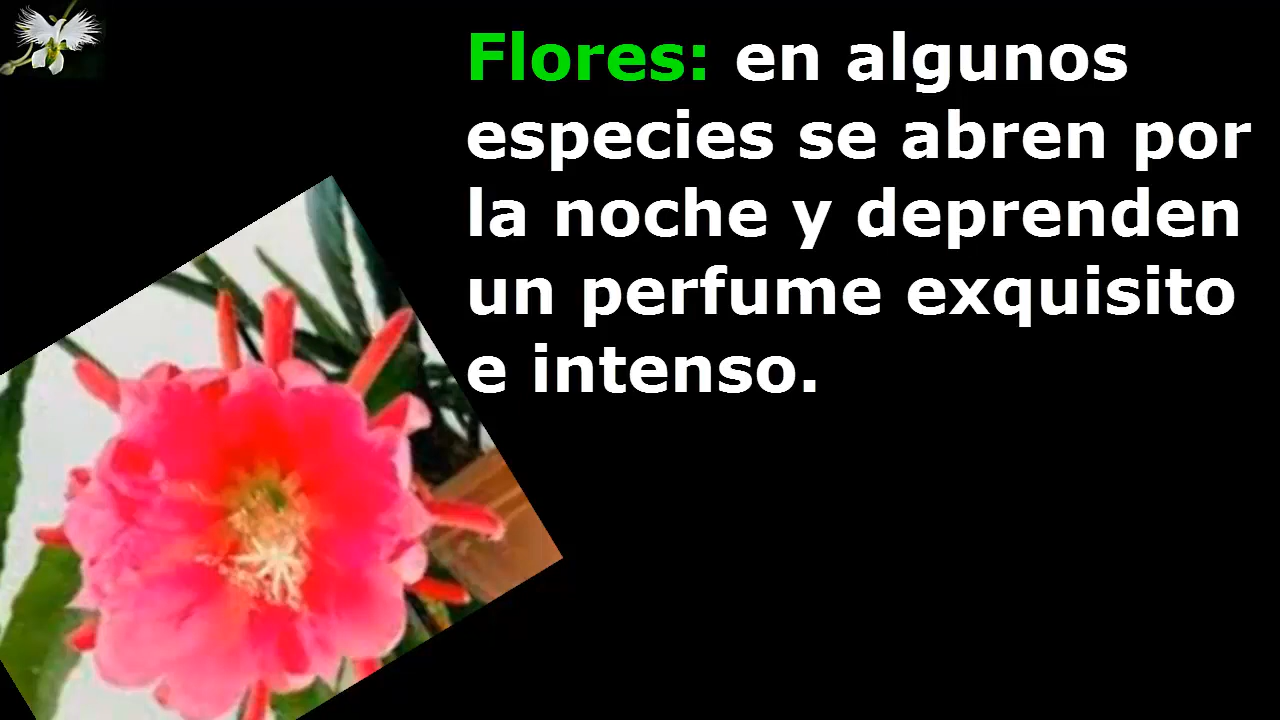 Flores: en algunos
especies se abren por
la noche y deprenden
un perfume exquisito
e intenso.